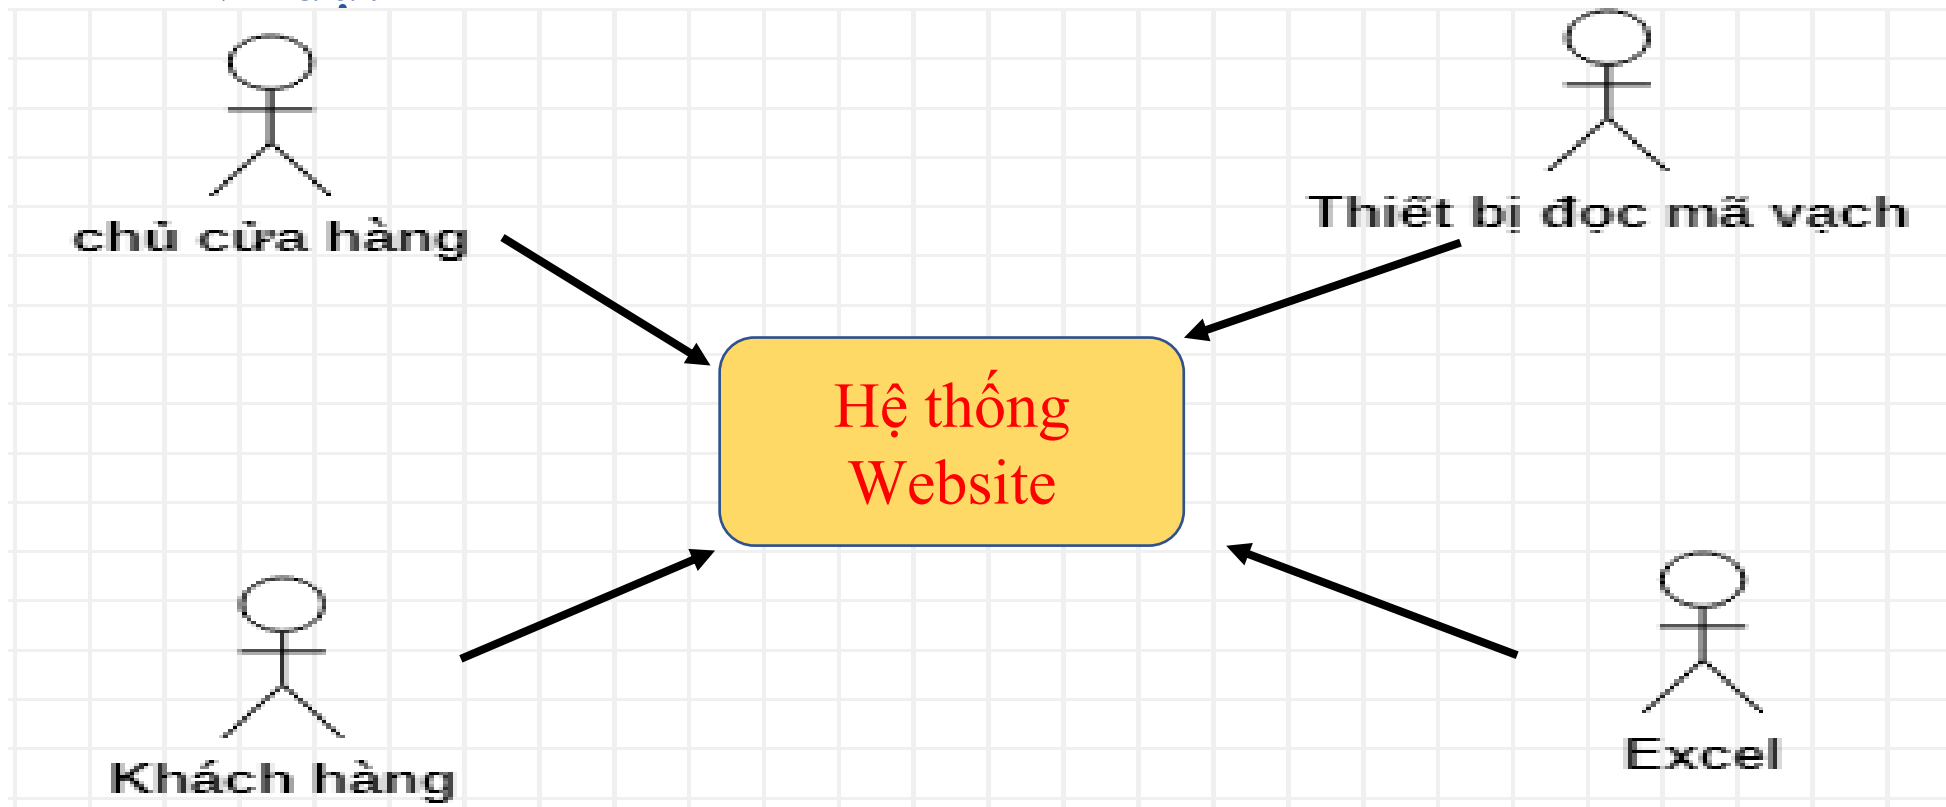 chủ cửa hàng
Thiết bị đọc mã vạch
Hệ thống
Website
Khách hàng
Excel